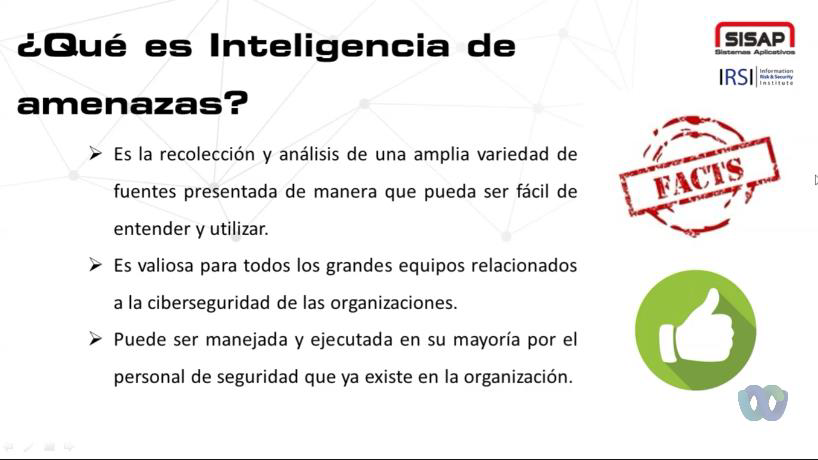 ¿Qué es Inteligencia de
amenazas?
SISAP
Sistemas Aplicativos
IRSI Information
Risk & Security
Institute
➢ Es la recolección y análisis de una amplia variedad de
fuentes presentada de manera que pueda ser fácil de
entender y utilizar.
➢ Es valiosa para todos los grandes equipos relacionados
a la ciberseguridad de las organizaciones.
➢ Puede ser manejada y ejecutada en su mayoría por el
personal de seguridad que ya existe en la organización.
FACTS